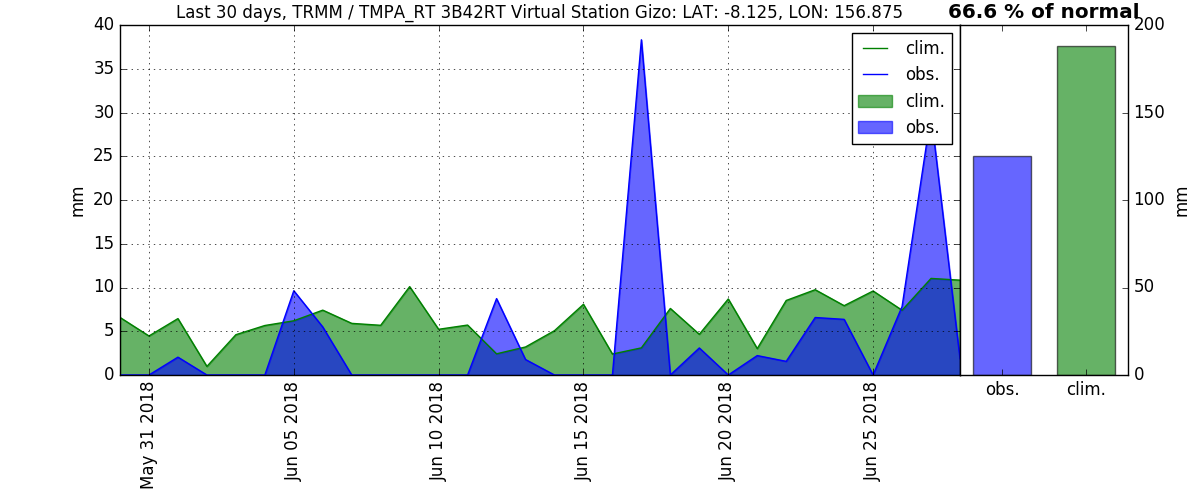 Last 30 days, TRMM / TMPA_RT 3B42RT Virtual Station Gizo: LAT: -8.125, LON: 156.875
66.6 % of normal
40
35
30
25
20
15
10
5
0
mm
clim.
obs.
clim.
obs.
200
150
100
50
0
mm
May 31 2018
Jun 05 2018
Jun 10 2018
Jun 15 2018
Jun 20 2018
Jun 25 2018
obs.
clim.